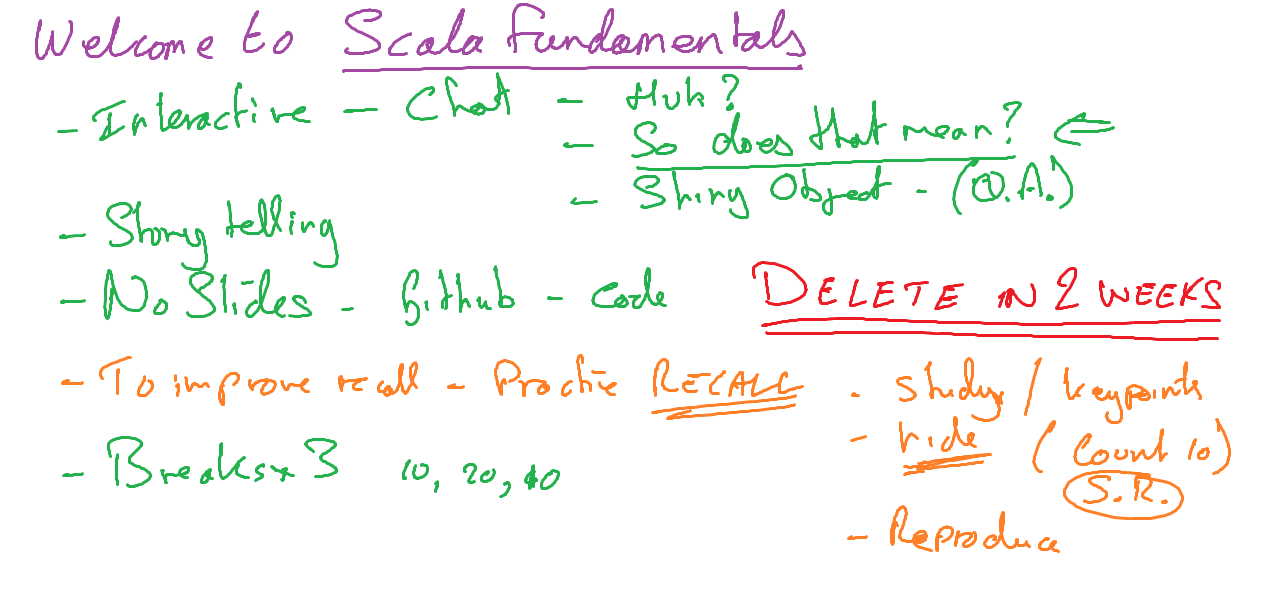 Welcome to Scala Fundamentals
- Interactive - Chat - Huh?
- So does that mean? ⇐
- Shiny Object - (Q.A.)
- Story telling
- No Slides - Github - code
DELETE IN 2 WEEKS
- To improve recall - Practice RECALL
- study / keypoints
- hide (Count 10)
S.R.
- Reproduce
- Breaks x 3 10, 20, 40